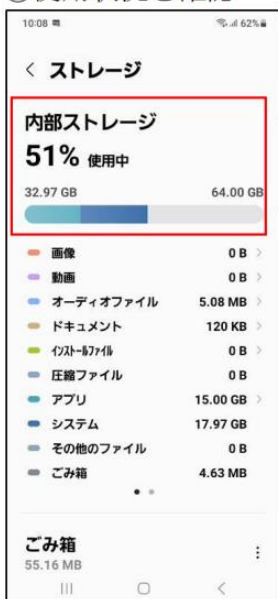 10:08 62%
< ストレージ
内部ストレージ
51% 使用中
32.97 GB 64.00 GB
画像 0 B >
動画 0 B >
オーディオファイル 5.08 MB >
ドキュメント 120 KB >
インストールファイル 0 B >
圧縮ファイル 0 B
アプリ 15.00 GB >
システム 17.97 GB
その他のファイル 0 B
ごみ箱 4.63 MB
ごみ箱
55.16 MB